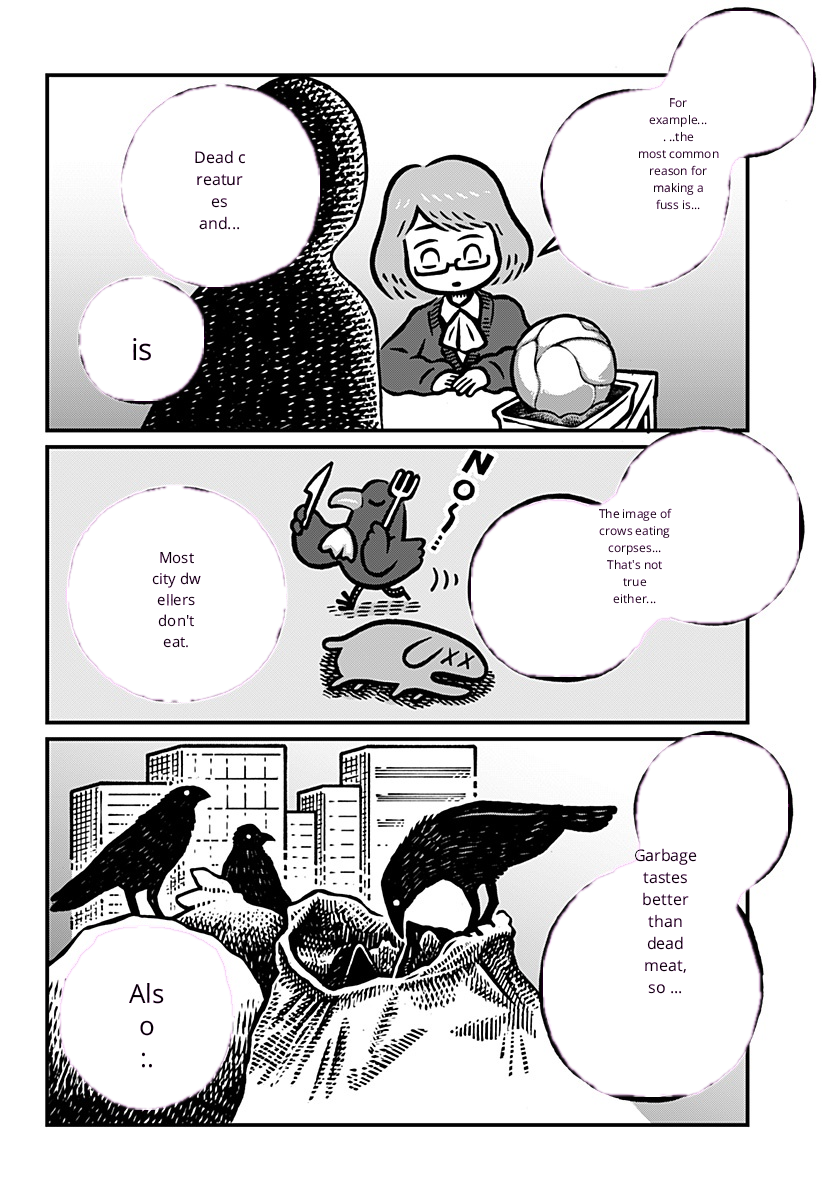 For
example...
. ..the
most common
reason for
making a
fuss is...
Dead c
reatur
es
and...
is
NO~...
The image of
crows eating
corpses...
That's not
true
either...
Most
city dw
ellers
don't
eat.
Garbage
tastes
better
than
dead
meat,
so ...
Als
o
:.